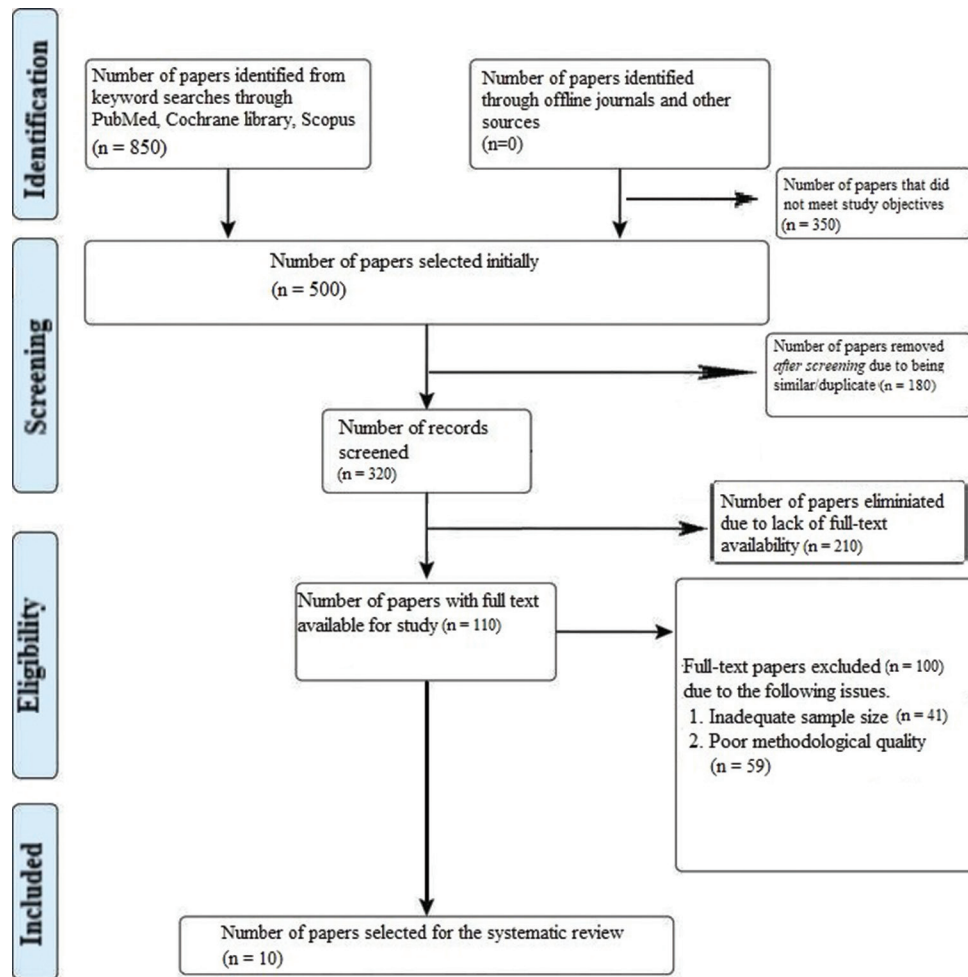 Identification
Number of papers identified from
keyword searches through
PubMed, Cochrane library, Scopus
(n = 850)
Number of papers identified
through offline journals and other
sources
(n=0)
Number of papers that did
not meet study objectives
(n = 350)
Screening
Number of papers selected initially
(n = 500)
Number of papers removed
after screening due to being
similar/duplicate (n = 180)
Number of records
screened
(n = 320)
Number of papers eliminiated
due to lack of full-text
availability (n = 210)
Eligibility
Number of papers with full text
available for study (n = 110)
Full-text papers excluded (n = 100)
due to the following issues.
1. Inadequate sample size (n = 41)
2. Poor methodological quality
(n = 59)
Included
Number of papers selected for the systematic review
(n = 10)